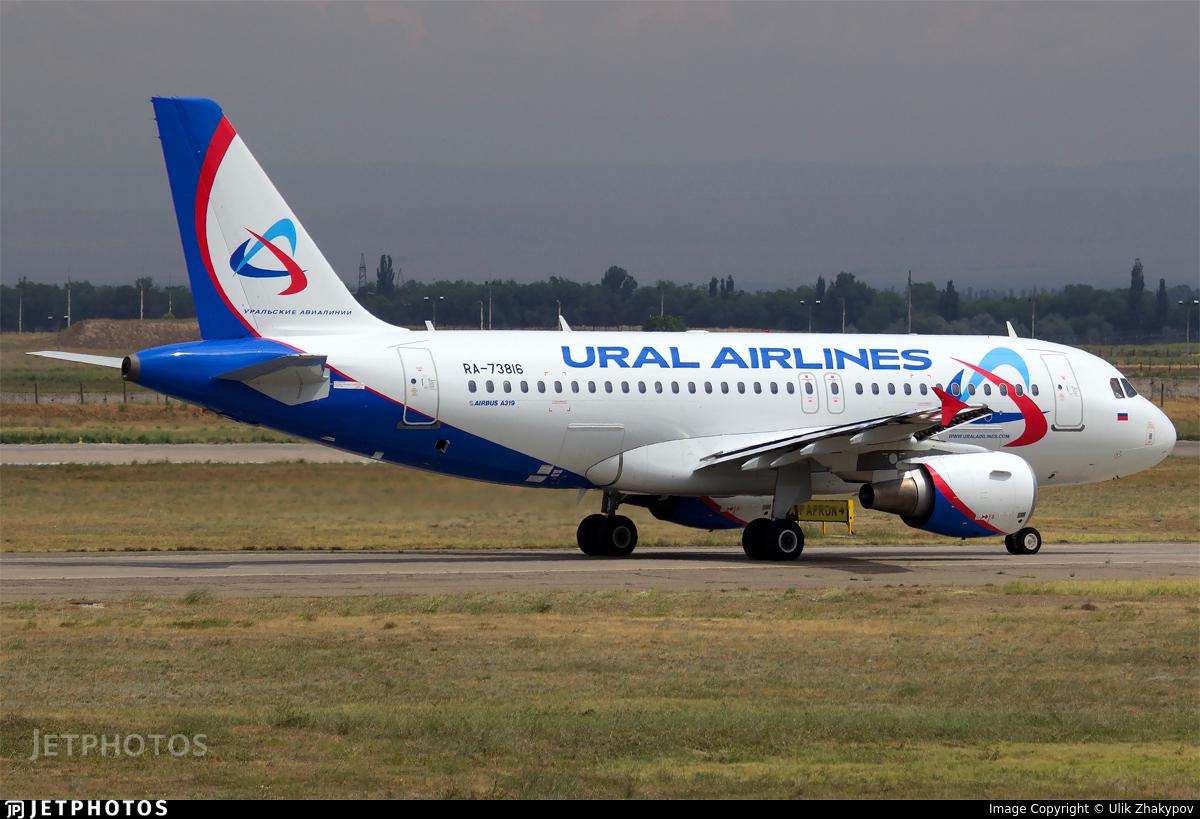 УРАЛЬСКИЕ АВИАЛИНИИ
RA-73816
URAL AIRLINES
AIRBUS A319
WWW.URALAIRLINES.COM
APRON→
JETPHOTOS
JETPHOTOS
Image Copyright © Ulik Zhakypov